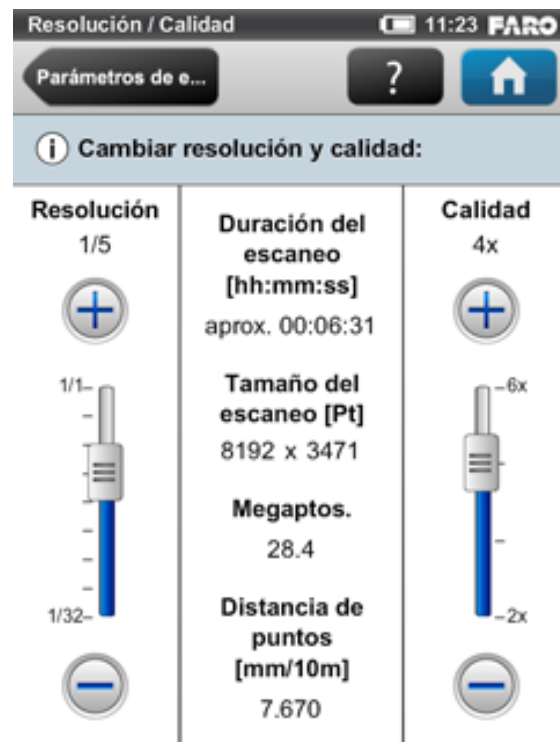 Resolución / Calidad 11:23 FARO
Parámetros de e...
?
i Cambiar resolución y calidad:
Resolución
1/5
1/1
1/32
Duración del
escaneo
[hh:mm:ss]
aprox. 00:06:31
Tamaño del
escaneo [Pt]
8192 x 3471
Megaptos.
28.4
Distancia de
puntos
[mm/10m]
7.670
Calidad
4x
6x
2x